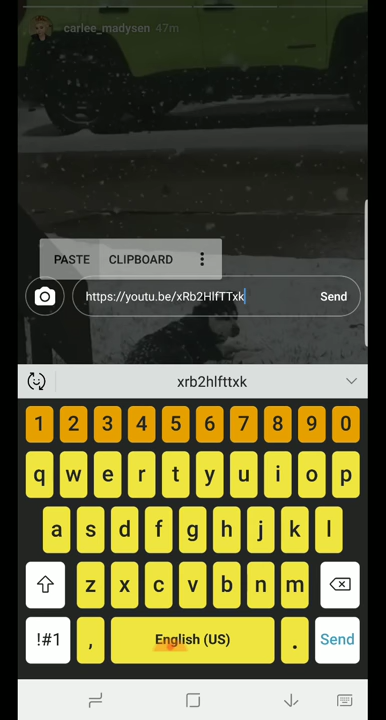 carlee_madysen 47m
PASTE CLIPBOARD
https://youtu.be/xRb2HlfTTxk Send
xrb2hlfttxk
1 2 3 4 5 6 7 8 9 0
q w e r t y u i o p
a s d f g h j k l
z x c v b n m
!#1 , English (US) . Send